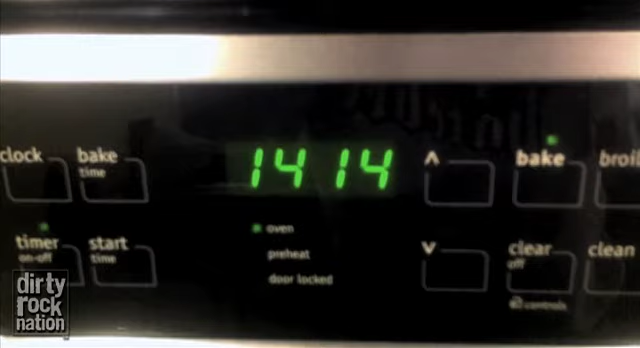 clock
bake
time
1414
bake
broil
timer
on-off
start
time
oven
preheat
door locked
clear
off
clean
controls
dirty
rock
nation